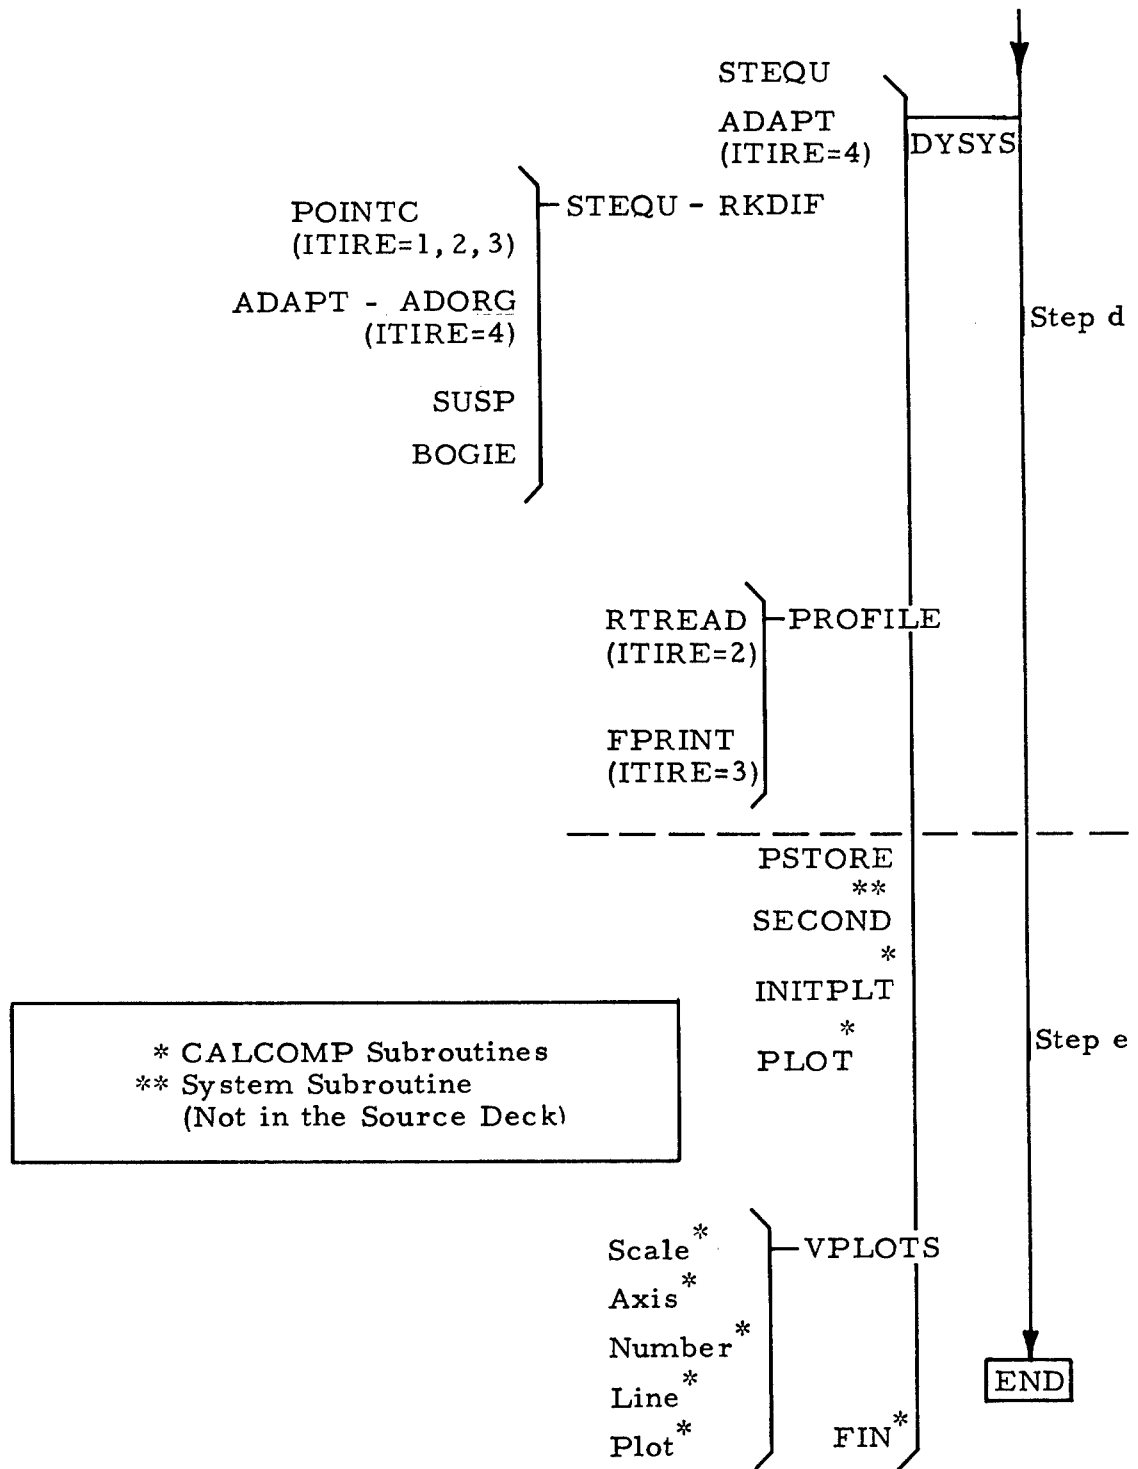 STEQU
ADAPT
(ITIRE=4)
DYSYS
STEQU - RKDIF
POINTC
(ITIRE=1, 2, 3)
ADAPT - ADORG
(ITIRE=4)
Step d
SUSP
BOGIE
RTREAD
(ITIRE=2)
PROFILE
FPRINT
(ITIRE=3)
PSTORE
**
SECOND
*
INITPLT
*
PLOT
Step e
* CALCOMP Subroutines
** System Subroutine
(Not in the Source Deck)
Scale*
VPLOTS
Axis*
Number*
Line*
Plot*
END
FIN*